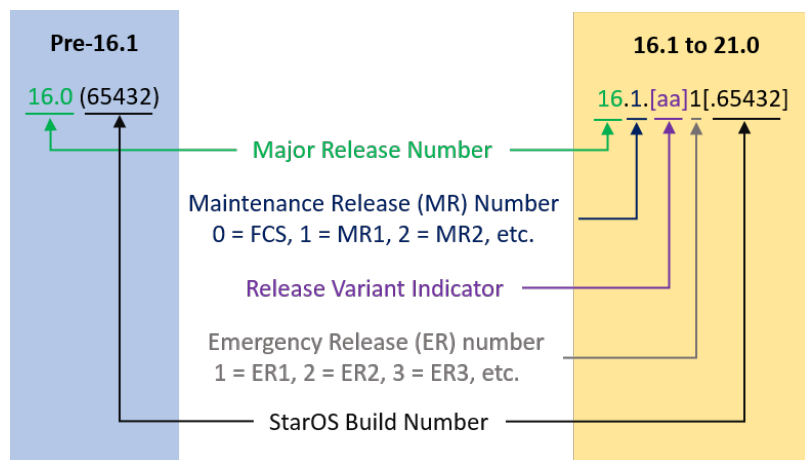 Pre-16.1
16.1 to 21.0
16.0 (65432)
16.1.[aa]1[.65432]
Major Release Number
Maintenance Release (MR) Number
0 = FCS, 1 = MR1, 2 = MR2, etc.
Release Variant Indicator
Emergency Release (ER) number
1 = ER1, 2 = ER2, 3 = ER3, etc.
StarOS Build Number